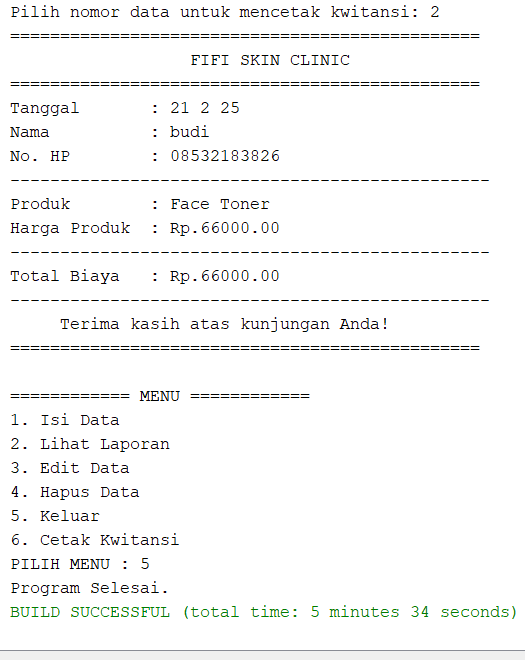 Pilih nomor data untuk mencetak kwitansi: 2
===============================================
FIFI SKIN CLINIC
===============================================
Tanggal : 21 2 25
Nama : budi
No. HP : 08532183826
------------------------------------------------
Produk : Face Toner
Harga Produk : Rp.66000.00
------------------------------------------------
Total Biaya : Rp.66000.00
------------------------------------------------
Terima kasih atas kunjungan Anda!
===============================================
============ MENU ============
1. Isi Data
2. Lihat Laporan
3. Edit Data
4. Hapus Data
5. Keluar
6. Cetak Kwitansi
PILIH MENU : 5
Program Selesai.
BUILD SUCCESSFUL (total time: 5 minutes 34 seconds)